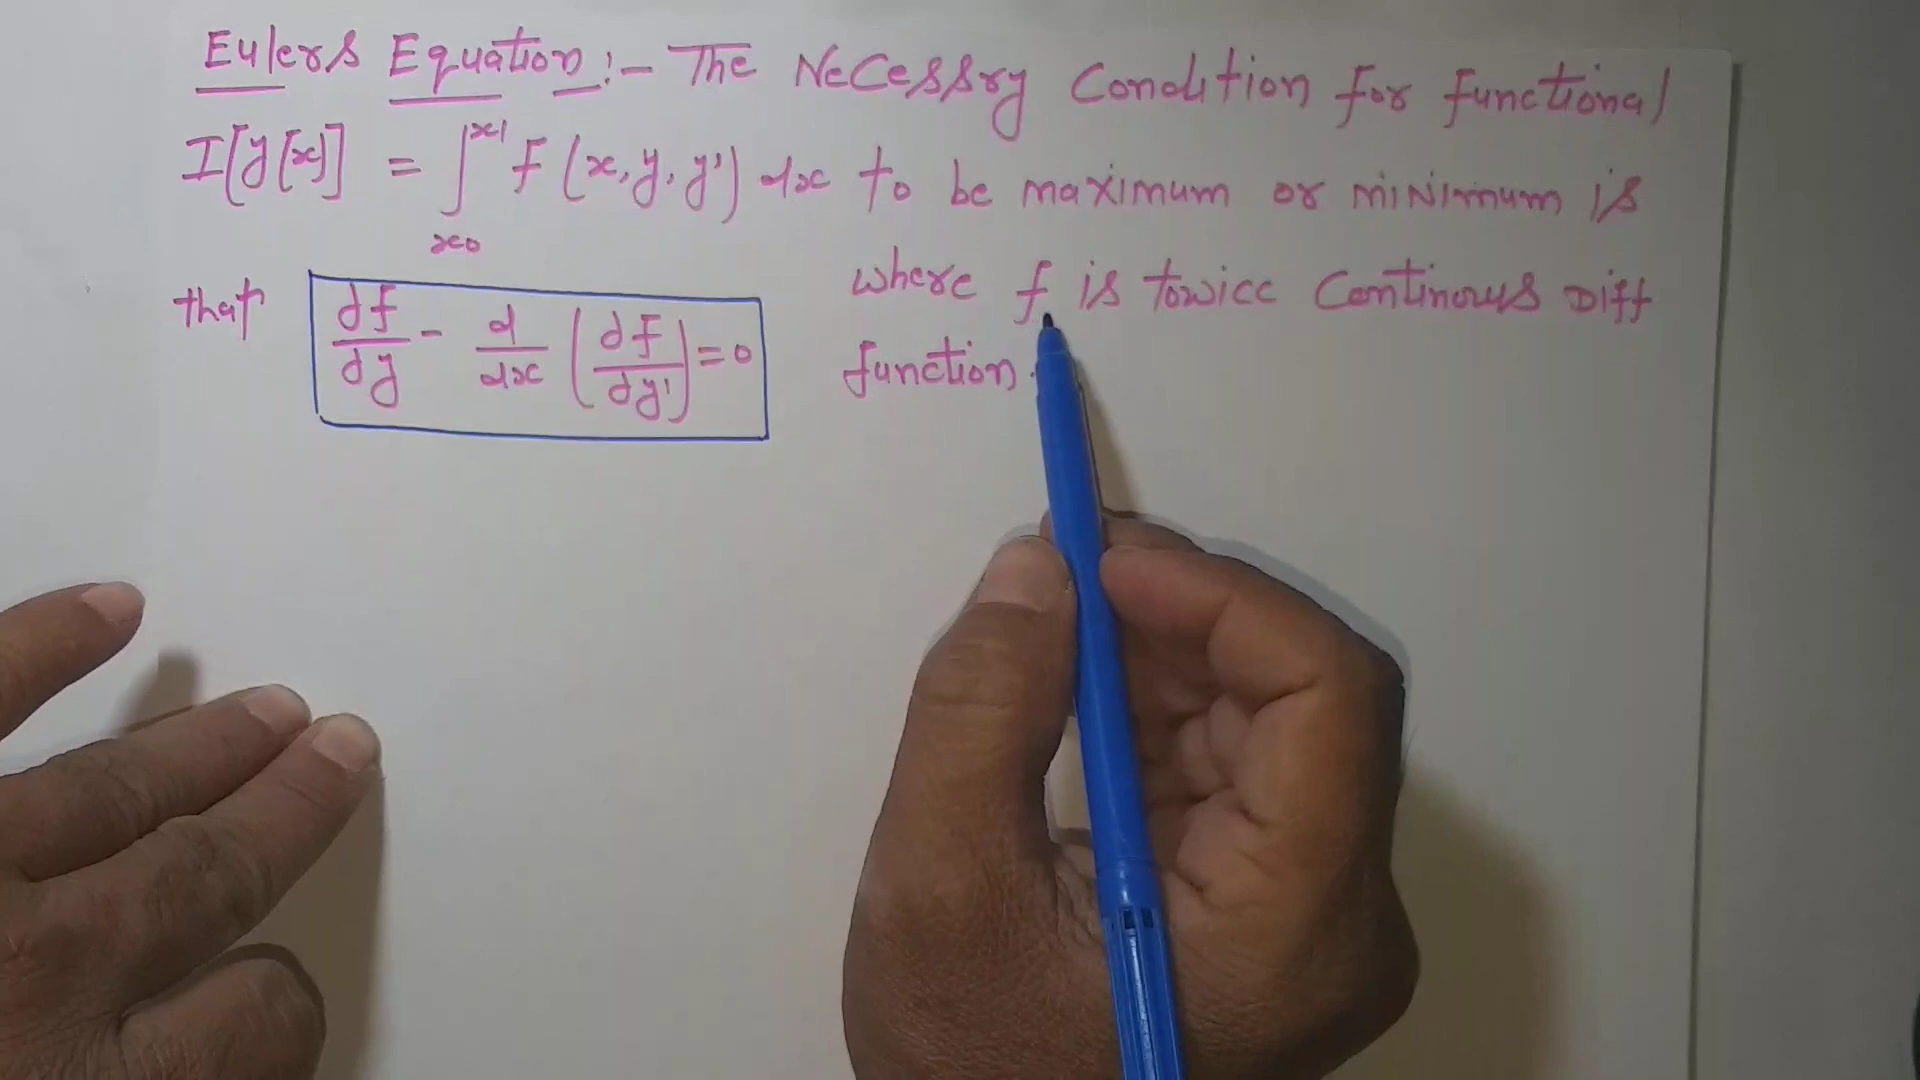 Eulers Equation :- The Necessry Condition for functional
I[y[x]] = ∫_{x0}^{x1} F (x, y, y') dx to be maximum or minimum is
that ∂F/∂y - d/dx (∂F/∂y') = 0
where f is towice Continous Diff
function.